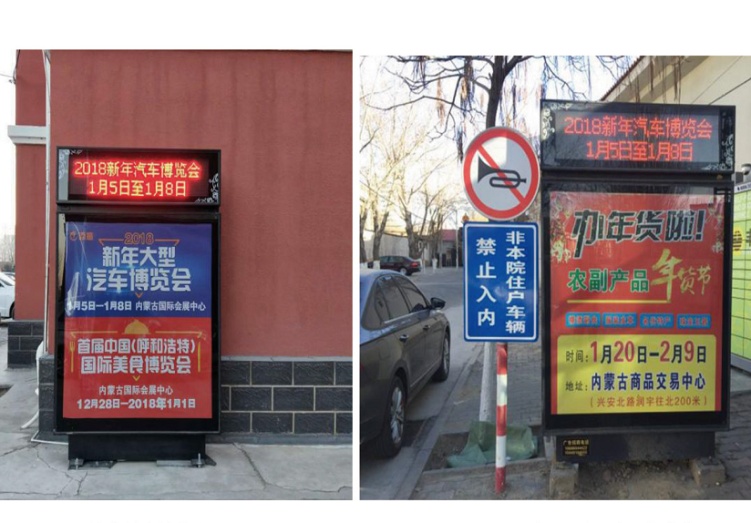 2018新年汽车博览会
1月5日至1月8日
2018
新年大型
汽车博览会
月5日—1月8日 内蒙古国际会展中心
首届中国(呼和浩特)
国际美食博览会
内蒙古国际会展中心
12月28日—2018年1月1日
2018新年汽车博览会
1月5日至1月8日
非本院住户车辆
禁止入内
办年货啦!
农副产品 年货节
时间:1月20日—2月9日
地址:内蒙古商品交易中心